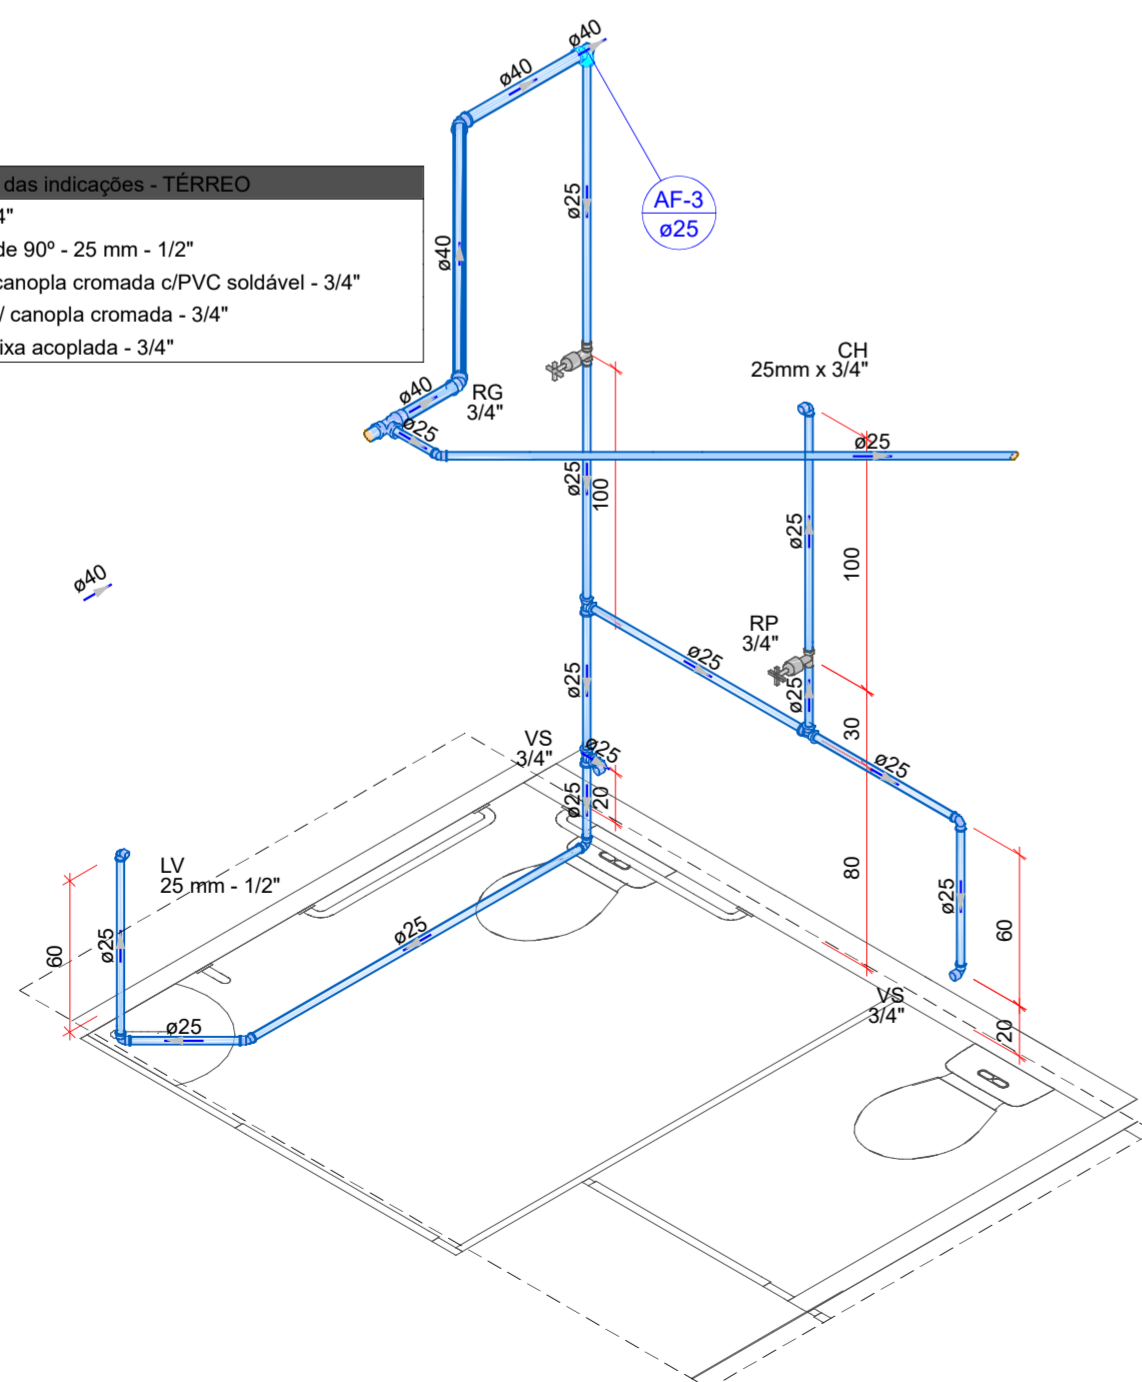 ø40
ø40
das indicações - TÉRREO
4"
de 90º - 25 mm - 1/2"
canopla cromada c/PVC soldável - 3/4"
/ canopla cromada - 3/4"
ixa acoplada - 3/4"
ø25
AF-3
ø25
ø40
CH
25mm x 3/4"
ø40
RG
3/4"
ø25
ø25
ø25
100
ø25
100
ø40
RP
3/4"
ø25
ø25
ø25
30
VS
3/4"
ø25
ø25
ø25
20
80
LV
25 mm - 1/2"
ø25
ø25
60
ø25
ø25
60
VS
3/4"
ø25
20